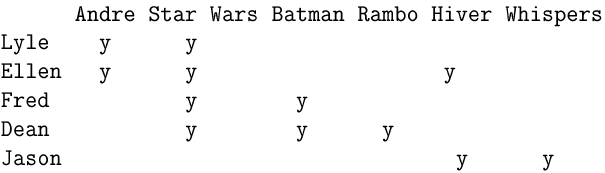 Andre Star Wars Batman Rambo Hiver Whispers
Lyle y y
Ellen y y y
Fred y y
Dean y y y
Jason y y